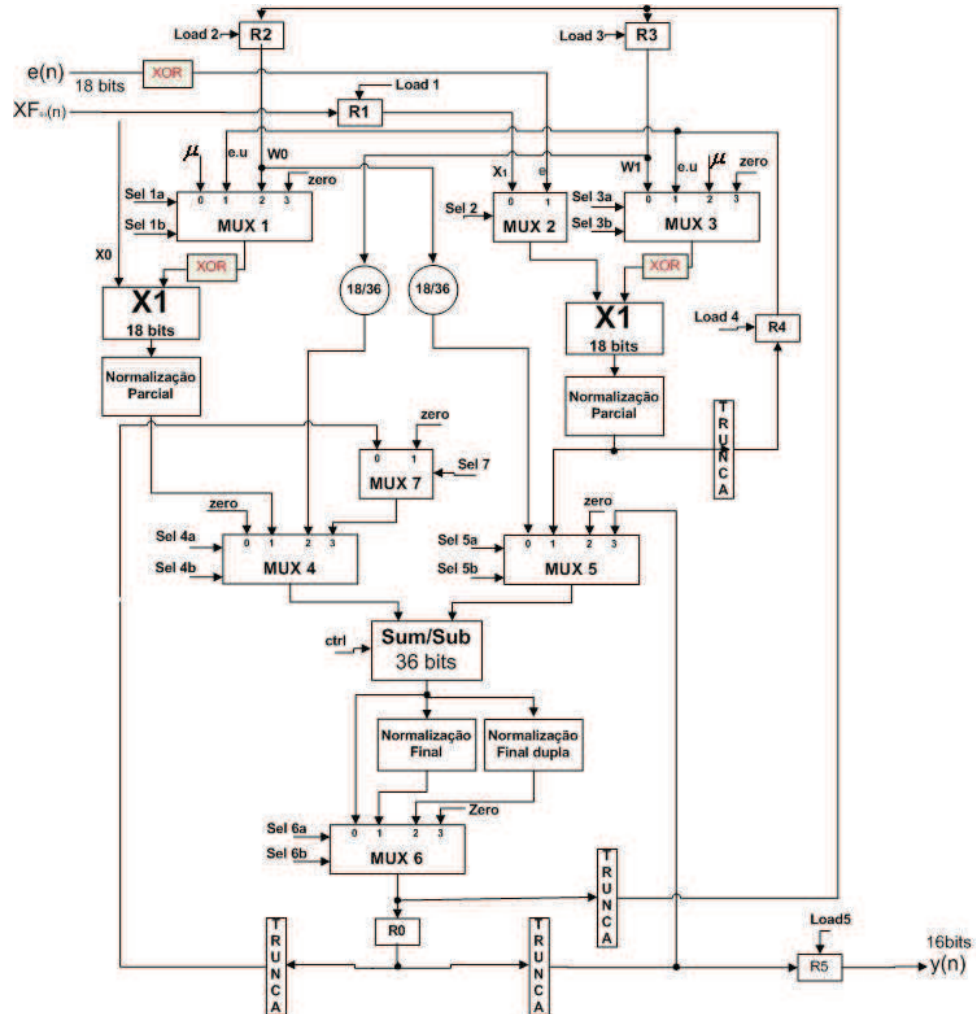 Load 2
R2
Load 3
R3
e(n)
18 bits
XOR
Load 1
XF (n)
R1
μ
e.u
W0
zero
X1
e
W1
e.u
μ
zero
Sel 1a
Sel 1b
0 1 2 3
MUX 1
Sel 2
0 1
MUX 2
Sel 3a
Sel 3b
0 1 2 3
MUX 3
X0
XOR
18/36
18/36
XOR
X1
18 bits
X1
18 bits
Load 4
R4
Normalização
Parcial
Normalização
Parcial
TRUNCA
zero
0 1
MUX 7
Sel 7
zero
Sel 4a
Sel 4b
0 1 2 3
MUX 4
zero
Sel 5a
Sel 5b
0 1 2 3
MUX 5
ctrl
Sum/Sub
36 bits
Normalização
Final
Normalização
Final dupla
Zero
Sel 6a
Sel 6b
0 1 2 3
MUX 6
TRUNCA
R0
TRUNCA
TRUNCA
Load5
R5
16bits
y(n)